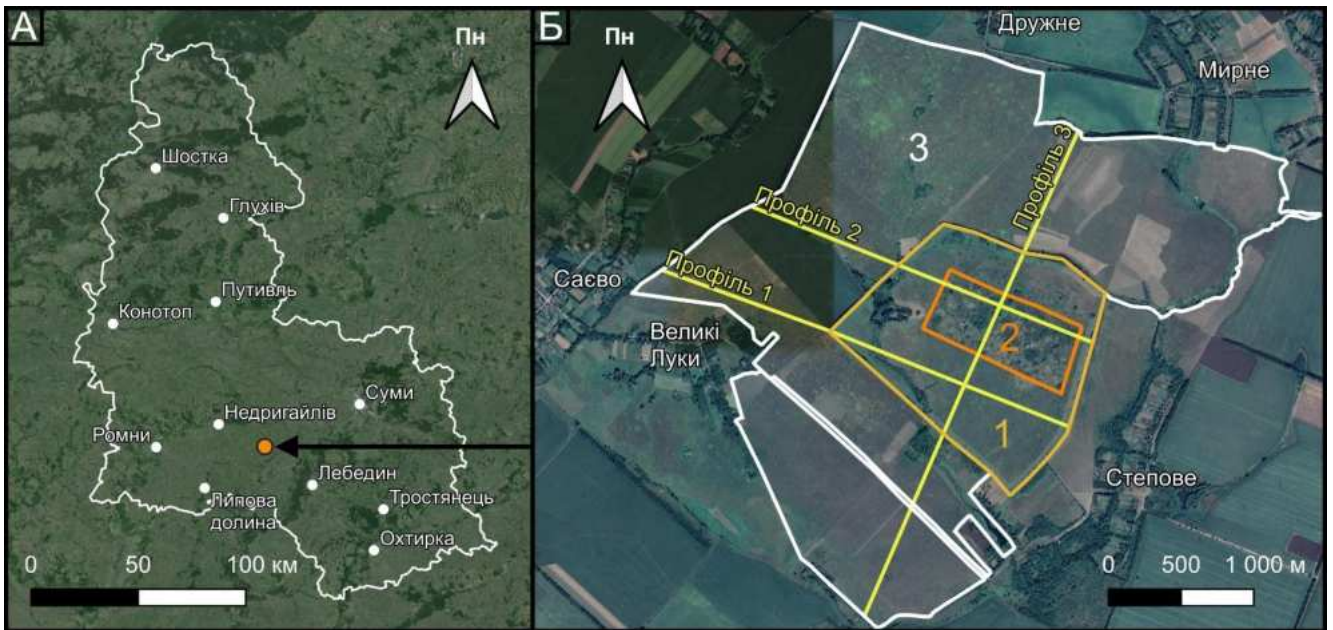 А
Пн
Шостка
Глухів
Путивль
Конотоп
Суми
Недригайлів
Ромни
Лебедин
Липова
долина
Тростянець
Охтирка
0 50 100 км
Б
Пн
Дружне
Мирне
3
Профіль 3
Профіль 2
Профіль 1
Саєво
Великі
Луки
2
1
Степове
0 500 1 000 м